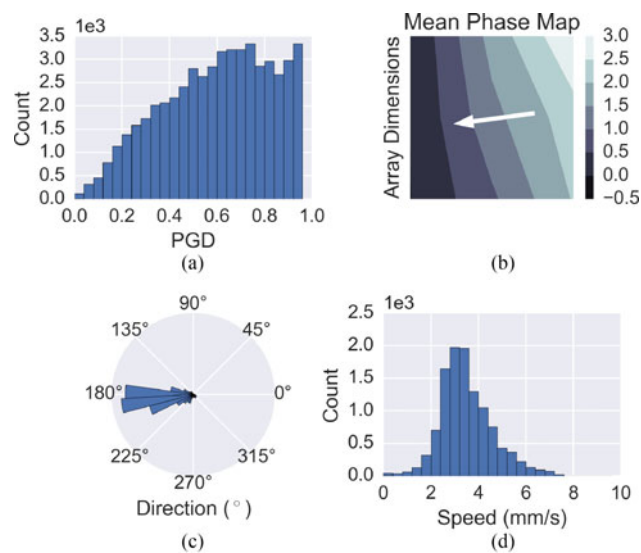 1e3
3.5
3.0
2.5
2.0
1.5
1.0
0.5
0.0
Count
0.0 0.2 0.4 0.6 0.8 1.0
PGD
(a)
Mean Phase Map
Array Dimensions
3.0
2.5
2.0
1.5
1.0
0.5
0.0
−0.5
(b)
90°
135° 45°
180° 0°
225° 315°
270°
Direction (°)
(c)
1e3
2.5
2.0
1.5
1.0
0.5
0.0
Count
0 2 4 6 8 10
Speed (mm/s)
(d)